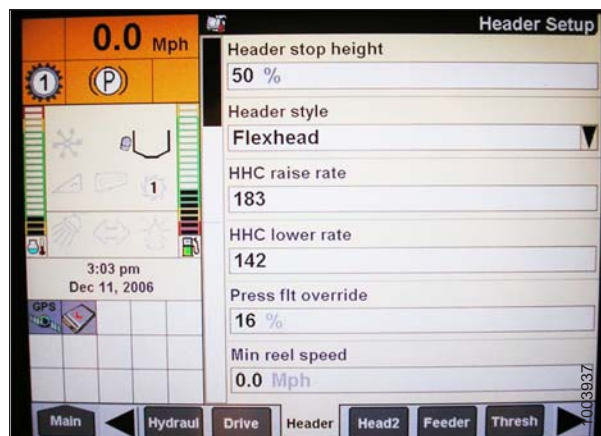 0.0 Mph
1
(P)
1
3:03 pm
Dec 11, 2006
GPS
Header Setup
Header stop height
50 %
Header style
Flexhead
HHC raise rate
183
HHC lower rate
142
Press flt override
16 %
Min reel speed
0.0 Mph
Main
Hydraul
Drive
Header
Head2
Feeder
Thresh
1003937